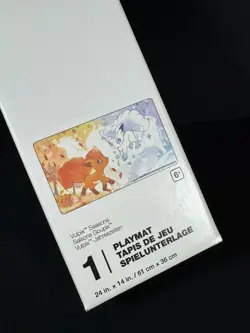 6+
Vulpix™ Seasons
Saisons Goupix™
Vulpix™-Jahreszeiten
1
PLAYMAT
TAPIS DE JEU
SPIELUNTERLAGE
24 in. × 14 in. / 61 cm × 36 cm